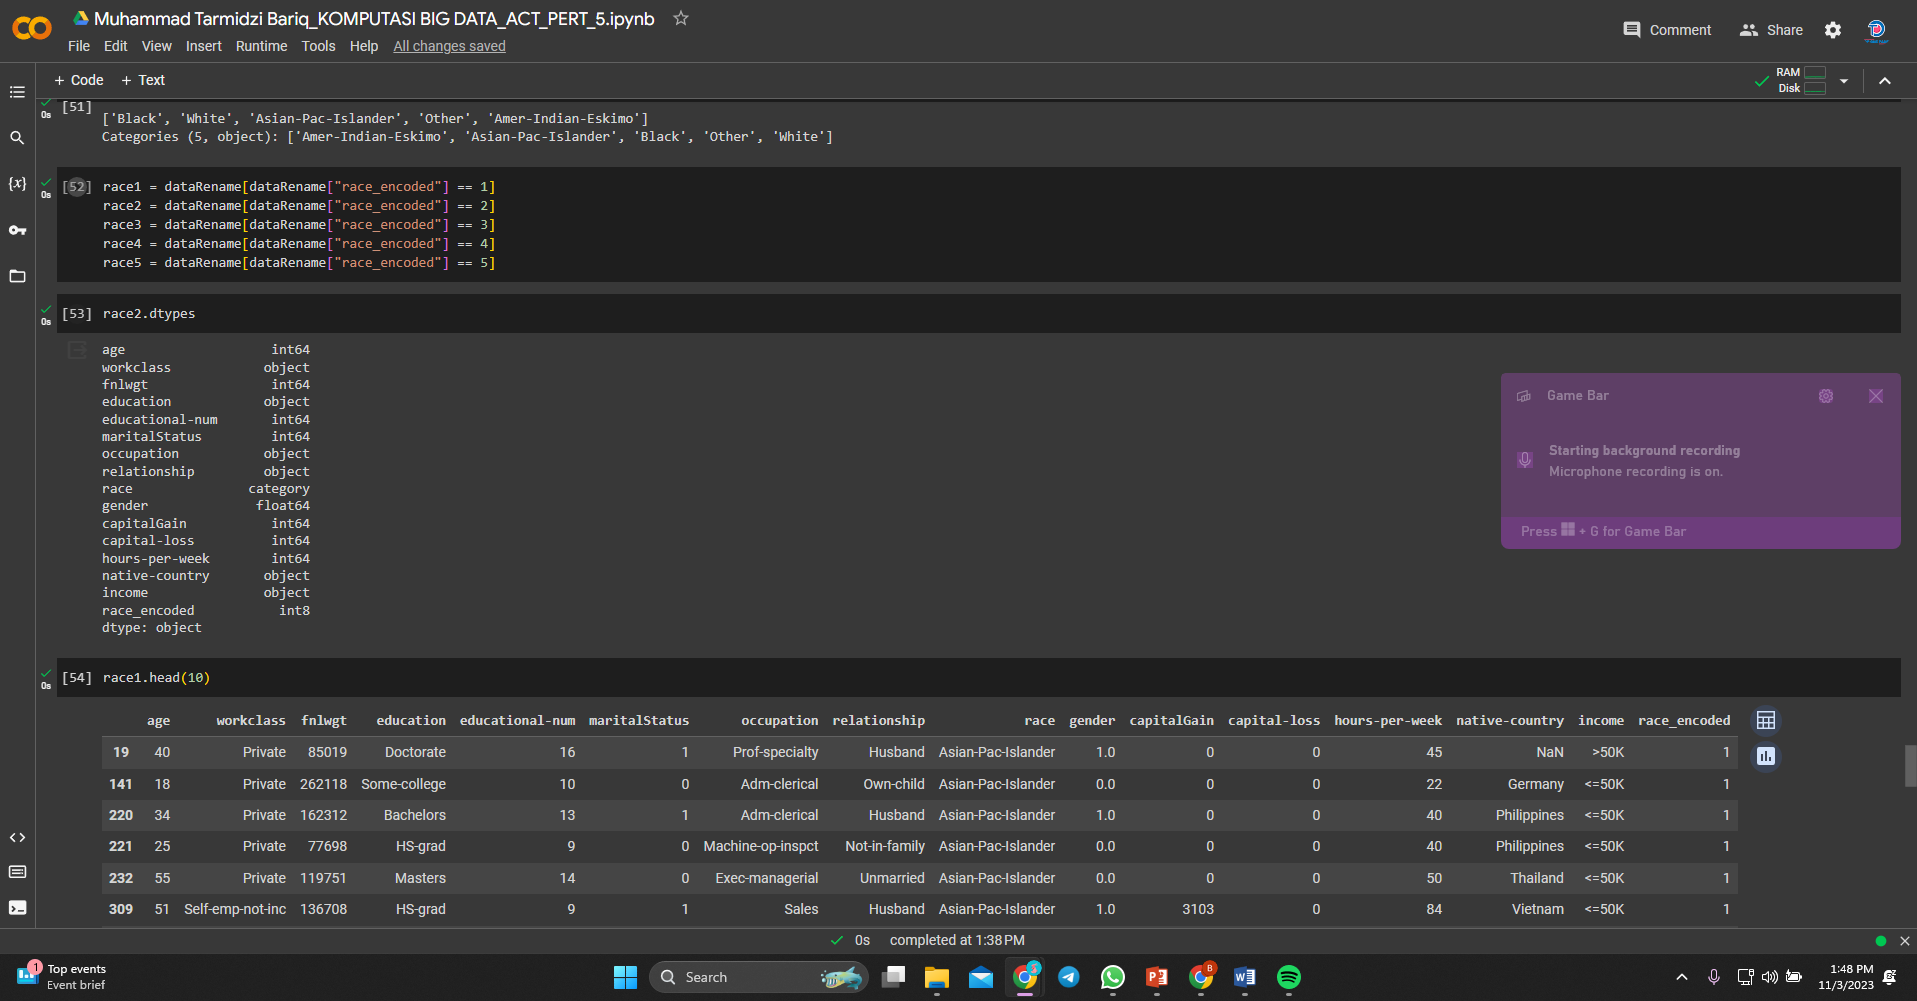 Muhammad Tarmidzi Bariq_KOMPUTASI BIG DATA_ACT_PERT_5.ipynb
File Edit View Insert Runtime Tools Help All changes saved
Comment Share
+ Code + Text
RAM
Disk
[51]
0s
['Black', 'White', 'Asian-Pac-Islander', 'Other', 'Amer-Indian-Eskimo']
Categories (5, object): ['Amer-Indian-Eskimo', 'Asian-Pac-Islander', 'Black', 'Other', 'White']
{x}
[52] race1 = dataRename[dataRename["race_encoded"] == 1]
0s
race2 = dataRename[dataRename["race_encoded"] == 2]
race3 = dataRename[dataRename["race_encoded"] == 3]
race4 = dataRename[dataRename["race_encoded"] == 4]
race5 = dataRename[dataRename["race_encoded"] == 5]
[53] race2.dtypes
0s
age int64
workclass object
fnlwgt int64
education object
educational-num int64
maritalStatus int64
occupation object
relationship object
race category
gender float64
capitalGain int64
capital-loss int64
hours-per-week int64
native-country object
income object
race_encoded int8
dtype: object
Game Bar
Starting background recording
Microphone recording is on.
Press + G for Game Bar
[54] race1.head(10)
0s
age workclass fnlwgt education educational-num maritalStatus occupation relationship race gender capitalGain capital-loss hours-per-week native-country income race_encoded
19 40 Private 85019 Doctorate 16 1 Prof-specialty Husband Asian-Pac-Islander 1.0 0 0 45 NaN >50K 1
141 18 Private 262118 Some-college 10 0 Adm-clerical Own-child Asian-Pac-Islander 0.0 0 0 22 Germany <=50K 1
220 34 Private 162312 Bachelors 13 1 Adm-clerical Husband Asian-Pac-Islander 1.0 0 0 40 Philippines <=50K 1
221 25 Private 77698 HS-grad 9 0 Machine-op-inspct Not-in-family Asian-Pac-Islander 0.0 0 0 40 Philippines <=50K 1
232 55 Private 119751 Masters 14 0 Exec-managerial Unmarried Asian-Pac-Islander 0.0 0 0 50 Thailand <=50K 1
309 51 Self-emp-not-inc 136708 HS-grad 9 1 Sales Husband Asian-Pac-Islander 1.0 3103 0 84 Vietnam <=50K 1
0s completed at 1:38 PM
1
Top events
Event brief
Search
B
1:48 PM
11/3/2023